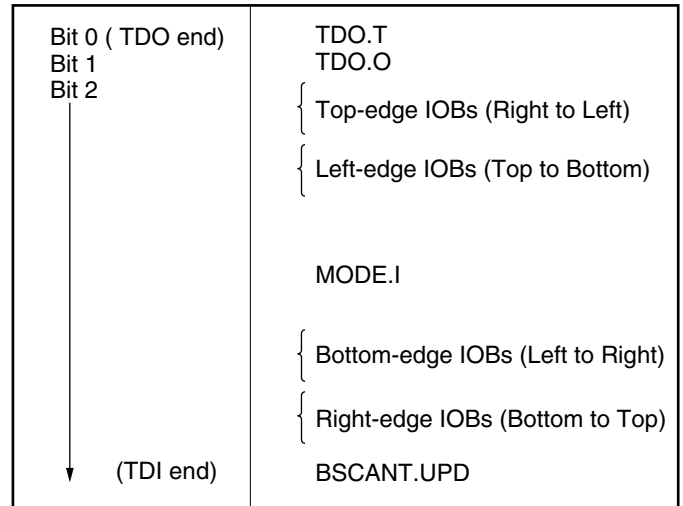 Bit 0 ( TDO end) TDO.T
Bit 1 TDO.O
Bit 2
Top-edge IOBs (Right to Left)
Left-edge IOBs (Top to Bottom)
MODE.I
Bottom-edge IOBs (Left to Right)
Right-edge IOBs (Bottom to Top)
(TDI end) BSCANT.UPD